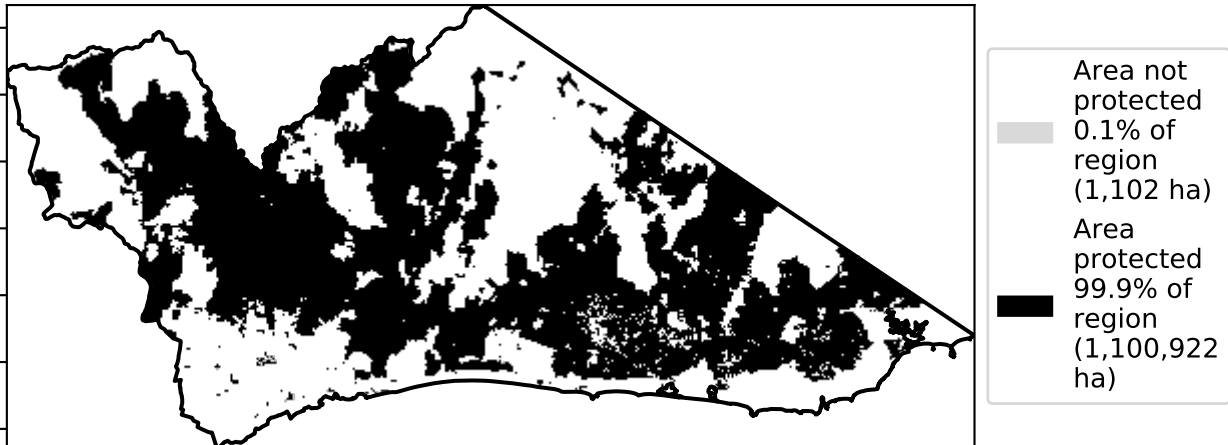 Area not
protected
0.1% of
region
(1,102 ha)
Area
protected
99.9% of
region
(1,100,922
ha)